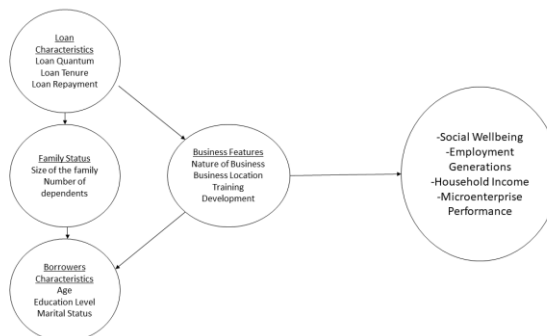 Loan
Characteristics
Loan Quantum
Loan Tenure
Loan Repayment
Family Status
Size of the family
Number of
dependents
Borrowers
Characteristics
Age
Education Level
Marital Status
Business Features
Nature of Business
Business Location
Training
Development
-Social Wellbeing
-Employment
Generations
-Household Income
-Microenterprise
Performance